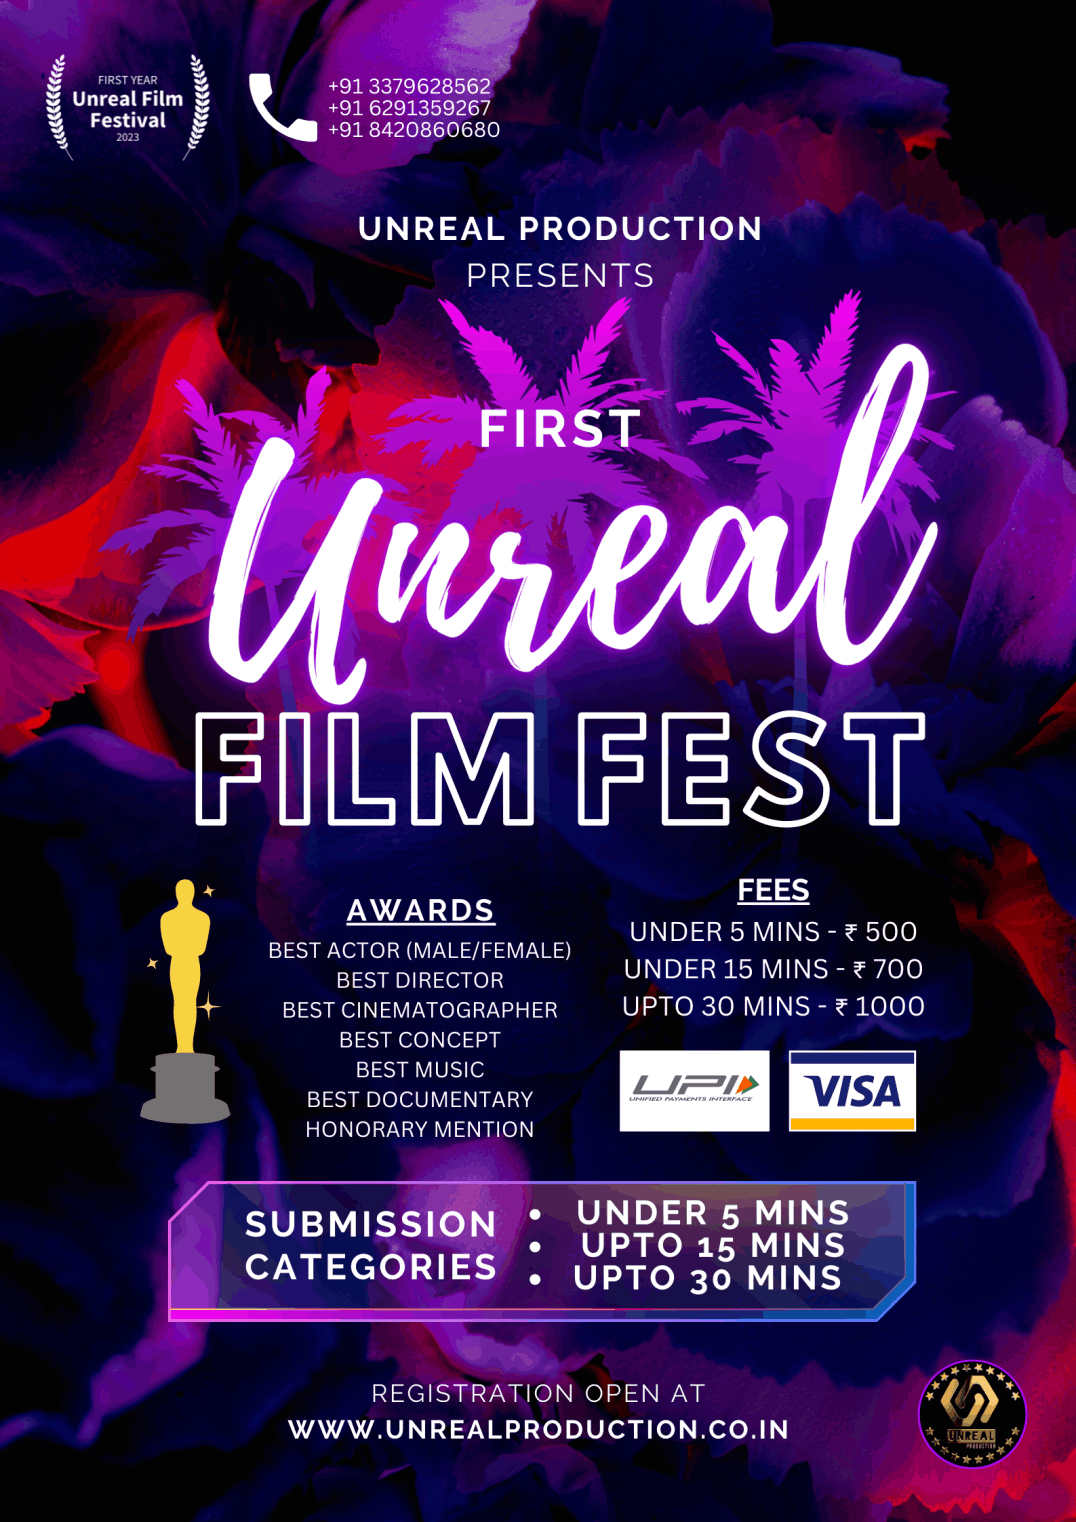 FIRST YEAR
Unreal Film
Festival
2023
+91 3379628562
+91 6291359267
+91 8420860680
UNREAL PRODUCTION
PRESENTS
FIRST
Unreal
FILM FEST
AWARDS
BEST ACTOR (MALE/FEMALE)
BEST DIRECTOR
BEST CINEMATOGRAPHER
BEST CONCEPT
BEST MUSIC
BEST DOCUMENTARY
HONORARY MENTION
FEES
UNDER 5 MINS - ₹ 500
UNDER 15 MINS - ₹ 700
UPTO 30 MINS - ₹ 1000
UPI
UNIFIED PAYMENTS INTERFACE
VISA
SUBMISSION
CATEGORIES
• UNDER 5 MINS
• UPTO 15 MINS
• UPTO 30 MINS
REGISTRATION OPEN AT
WWW.UNREALPRODUCTION.CO.IN
UNREAL
PRODUCTION